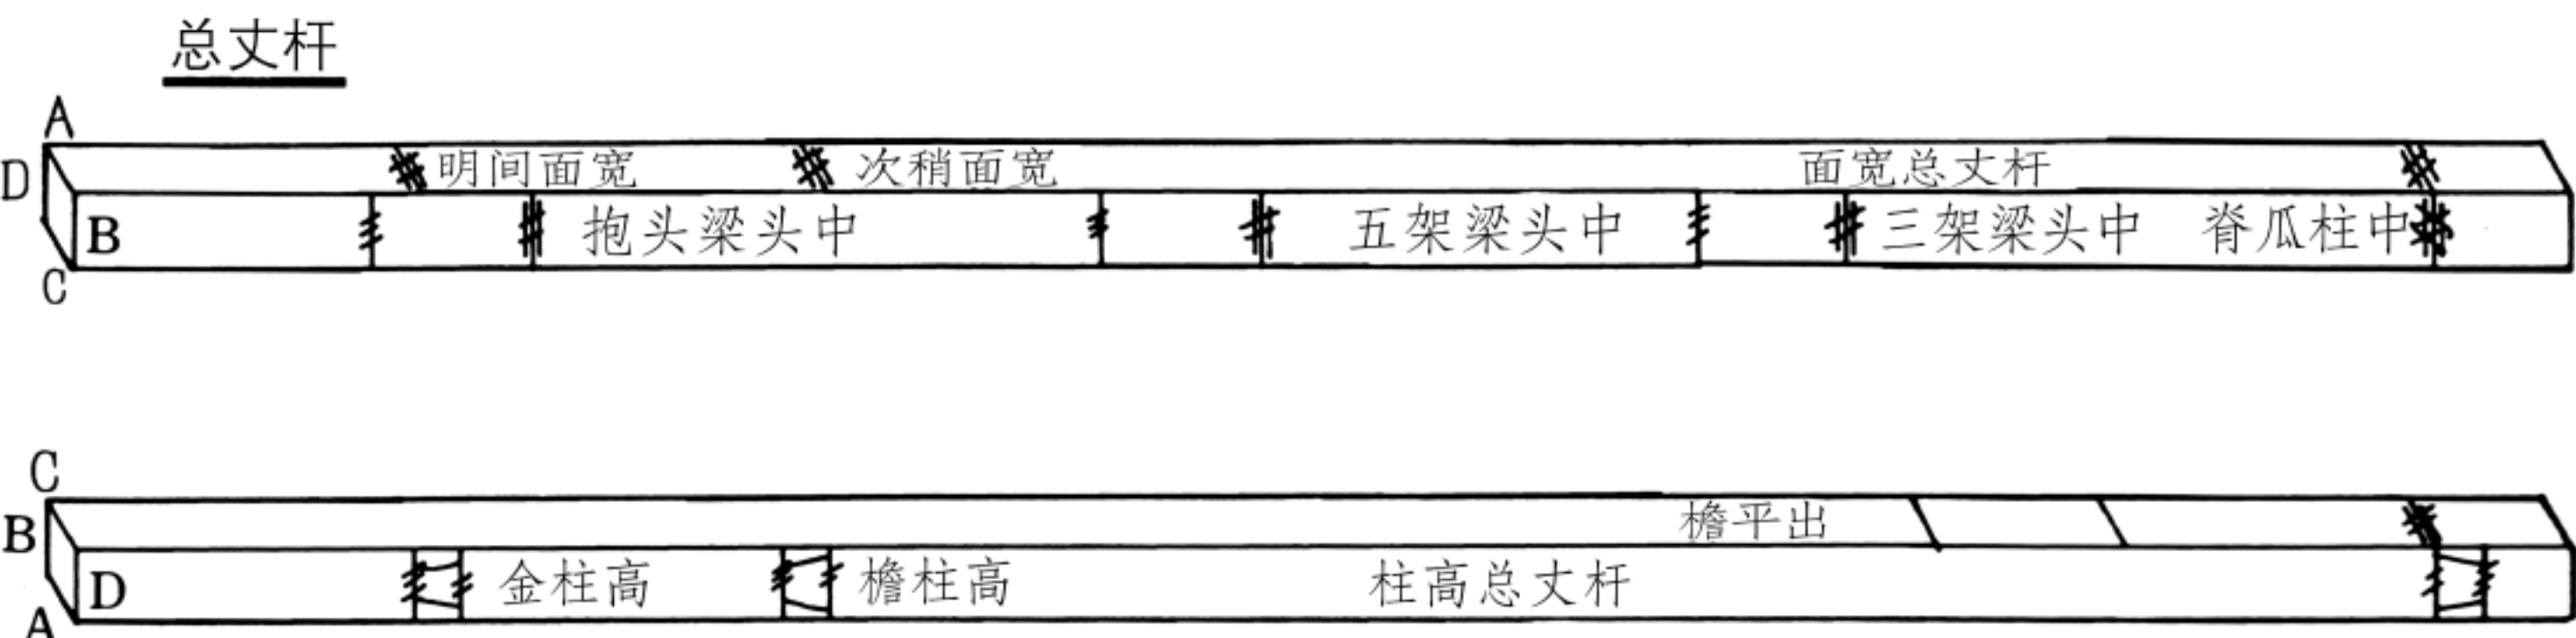 总丈杆
A
D 明间面宽 次稍面宽 面宽总丈杆
B 抱头梁头中 五架梁头中 三架梁头中 脊瓜柱中
C
C
B 檐平出
D 金柱高 檐柱高 柱高总丈杆
A